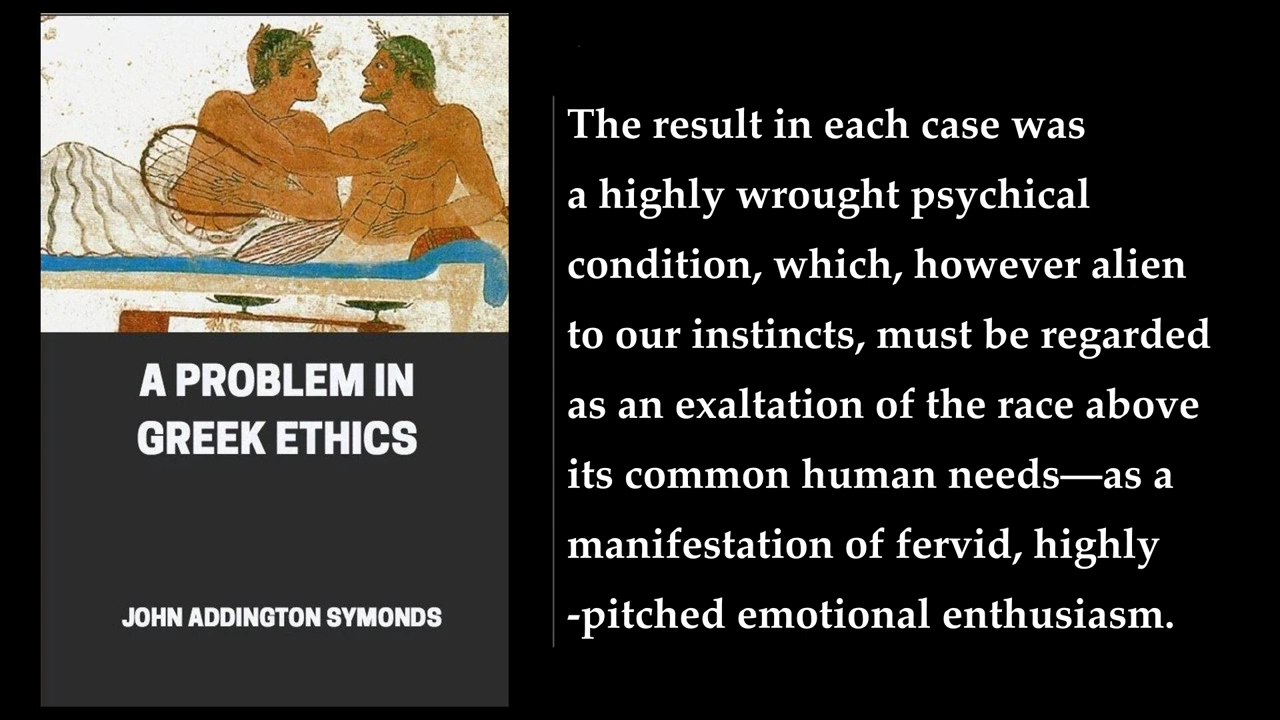 A PROBLEM IN
GREEK ETHICS
JOHN ADDINGTON SYMONDS
The result in each case was
a highly wrought psychical
condition, which, however alien
to our instincts, must be regarded
as an exaltation of the race above
its common human needs—as a
manifestation of fervid, highly
-pitched emotional enthusiasm.